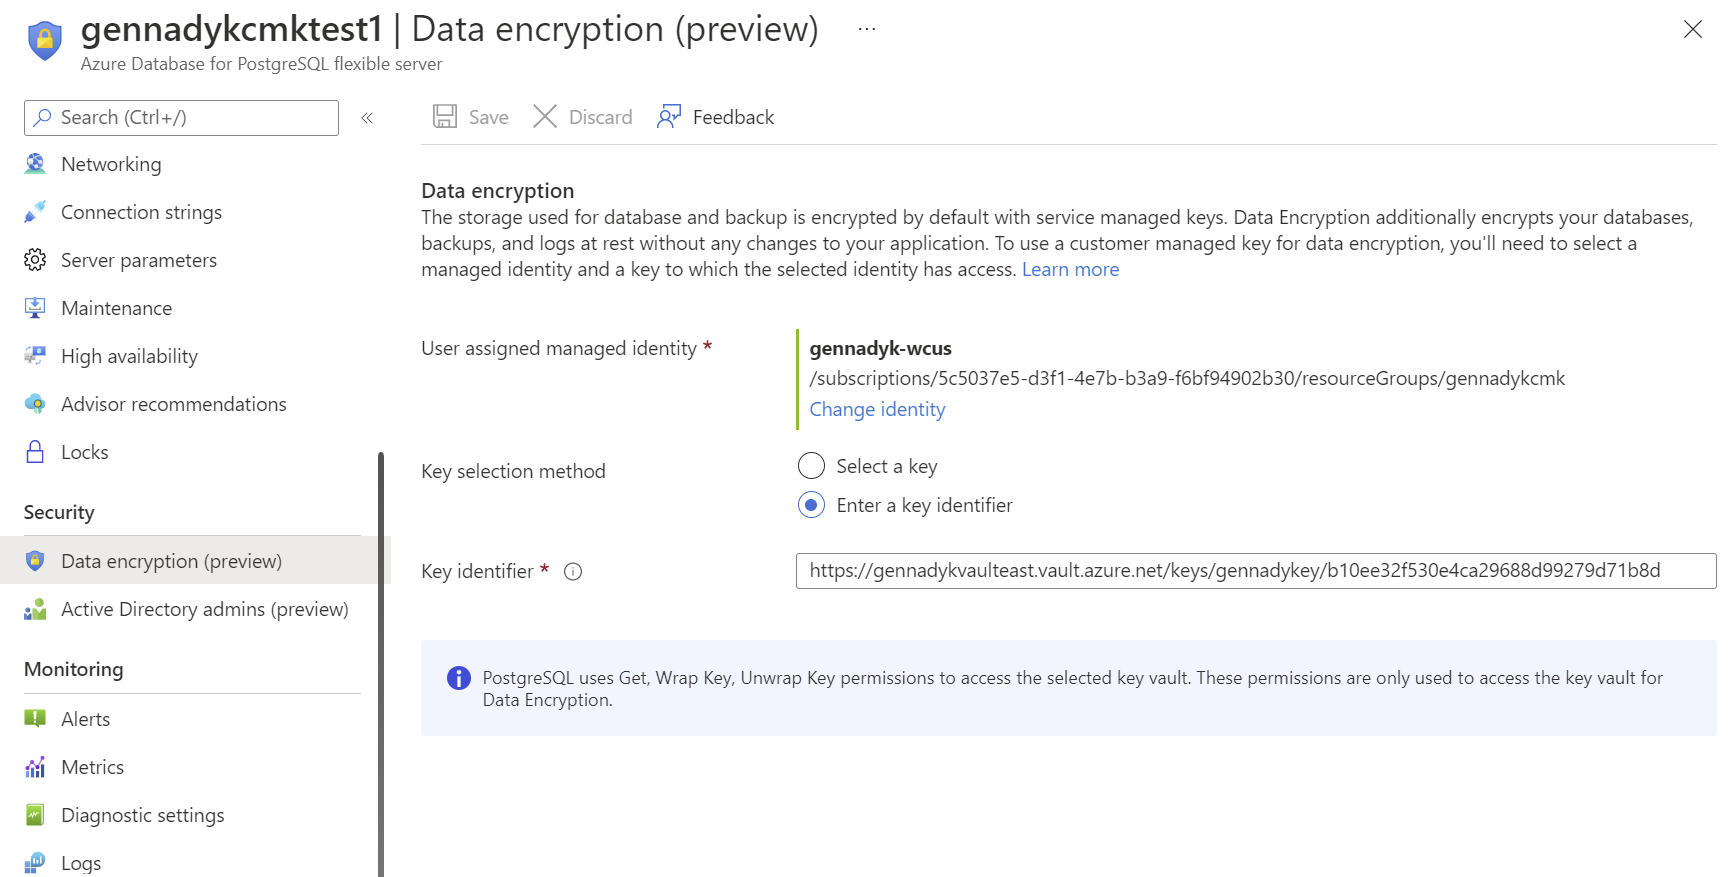 gennadykcmktest1 | Data encryption (preview) ...
Azure Database for PostgreSQL flexible server
Search (Ctrl+/)
«
Networking
Connection strings
Server parameters
Maintenance
High availability
Advisor recommendations
Locks
Security
Data encryption (preview)
Active Directory admins (preview)
Monitoring
Alerts
Metrics
Diagnostic settings
Logs
Save Discard Feedback
Data encryption
The storage used for database and backup is encrypted by default with service managed keys. Data Encryption additionally encrypts your databases,
backups, and logs at rest without any changes to your application. To use a customer managed key for data encryption, you'll need to select a
managed identity and a key to which the selected identity has access. Learn more
User assigned managed identity *
gennadyk-wcus
/subscriptions/5c5037e5-d3f1-4e7b-b3a9-f6bf94902b30/resourceGroups/gennadykcmk
Change identity
Key selection method
Select a key
Enter a key identifier
Key identifier *
https://gennadykvaulteast.vault.azure.net/keys/gennadykey/b10ee32f530e4ca29688d99279d71b8d
PostgreSQL uses Get, Wrap Key, Unwrap Key permissions to access the selected key vault. These permissions are only used to access the key vault for
Data Encryption.